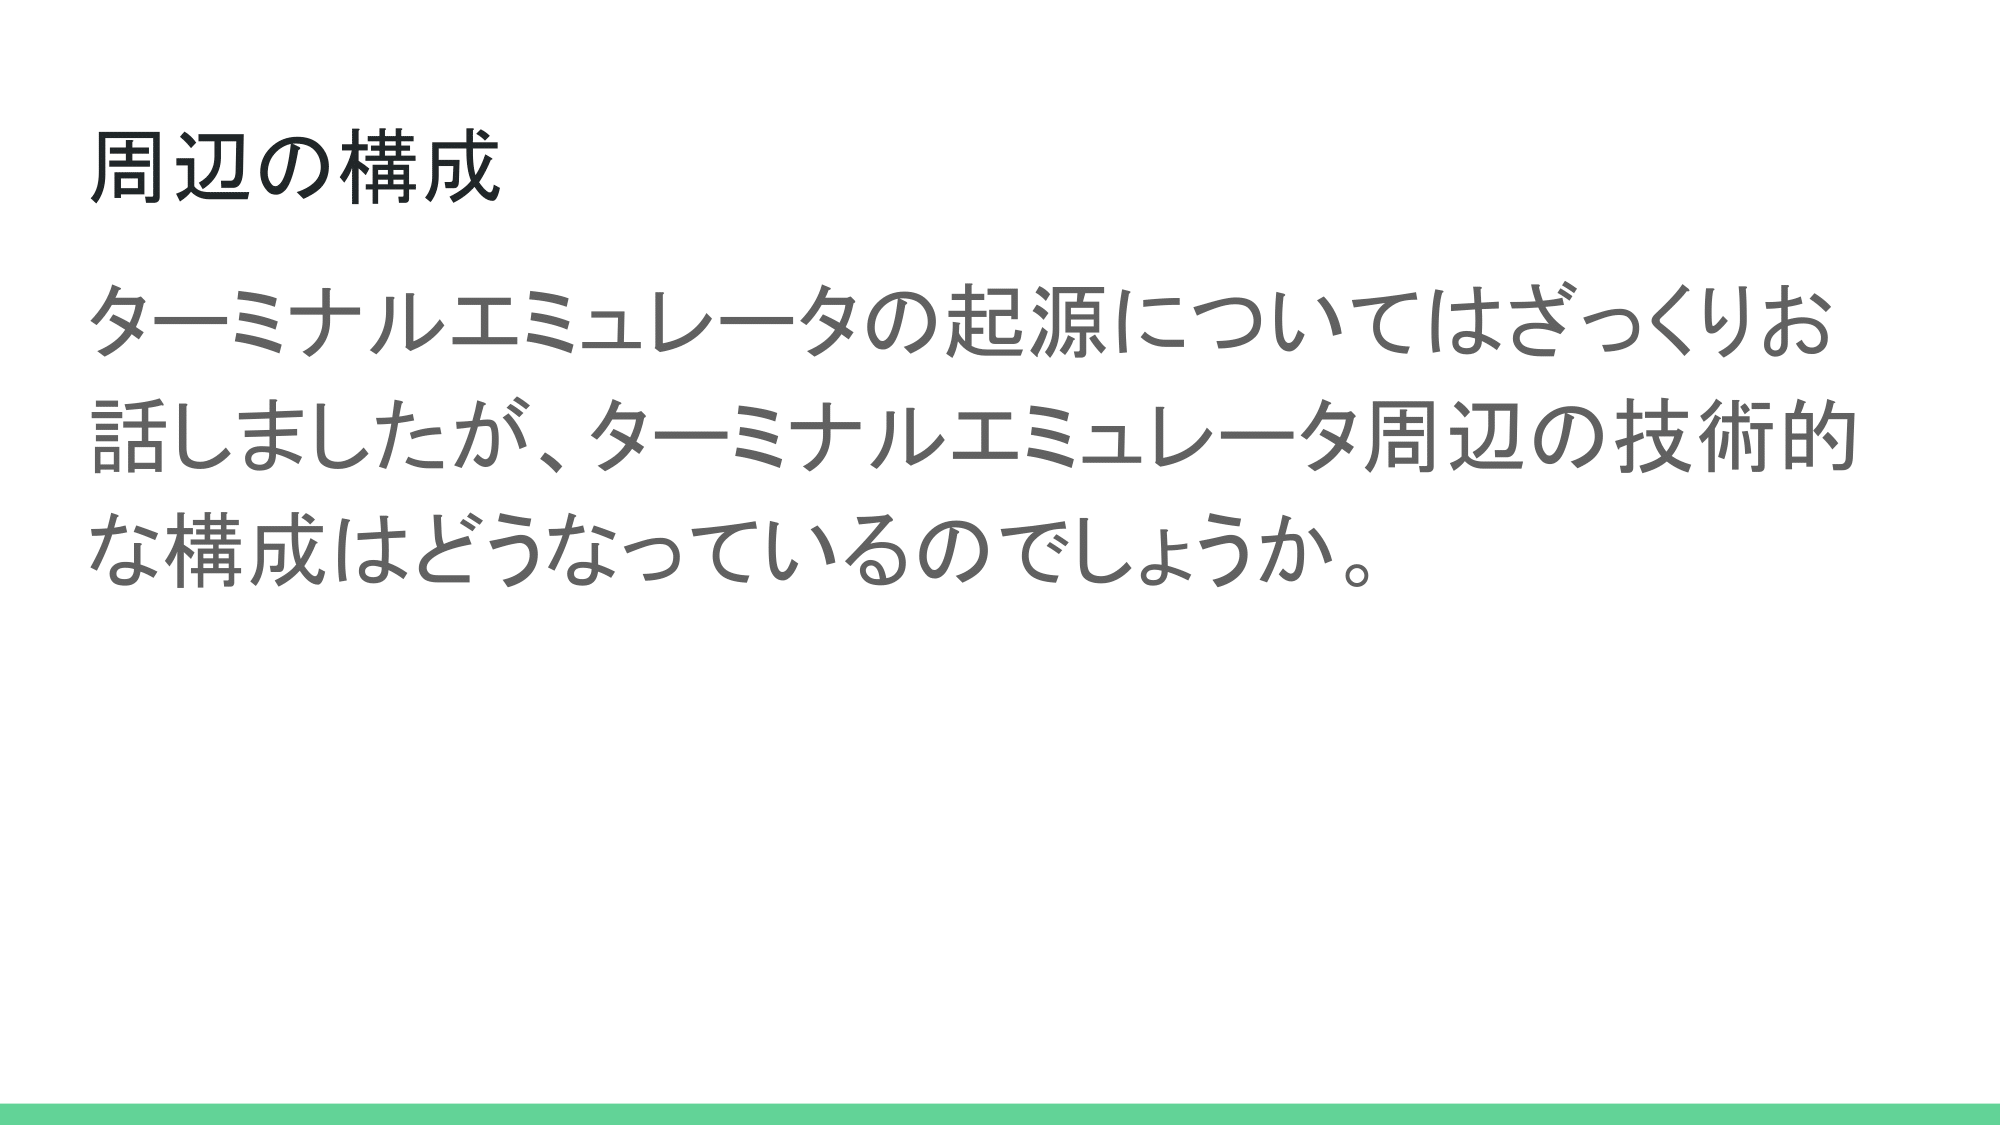 周辺の構成
ターミナルエミュレータの起源についてはざっくりお
話しましたが、ターミナルエミュレータ周辺の技術的
な構成はどうなっているのでしょうか。